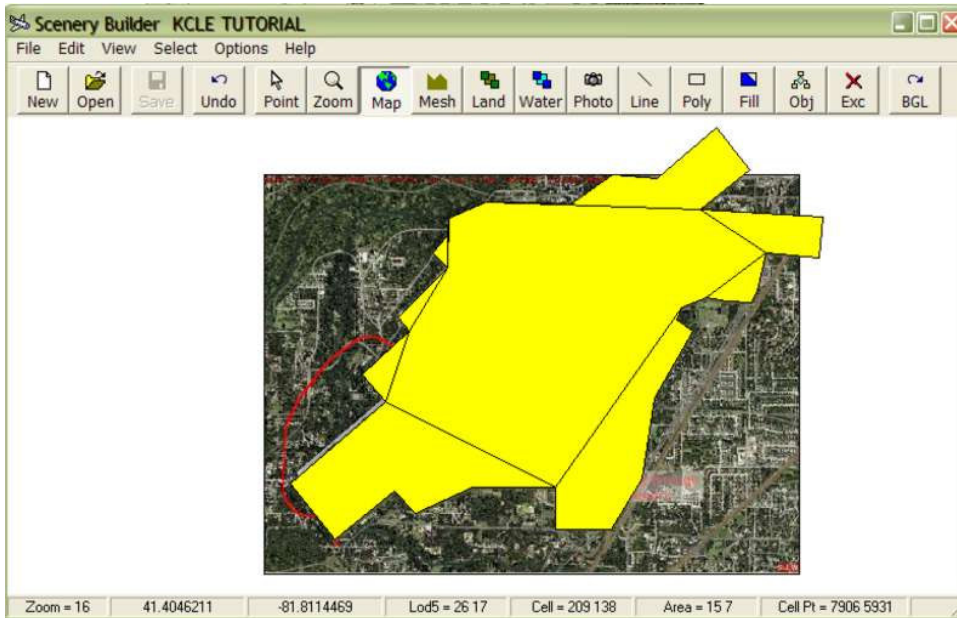 Scenery Builder KCLE TUTORIAL
File Edit View Select Options Help
New Open Save Undo Point Zoom Map Mesh Land Water Photo Line Poly Fill Obj Exc BGL
Zoom = 16 41.4046211 -81.8114469 Lod5 = 26 17 Cell = 209 138 Area = 15 7 Cell Pt = 7906 5931